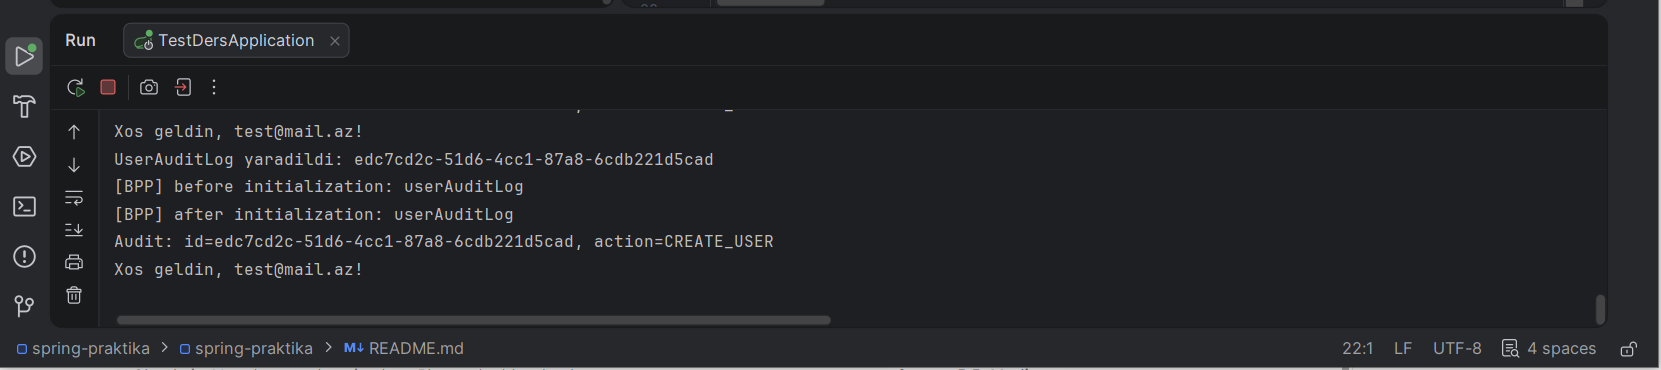 Run
TestDersApplication
Xos geldin, test@mail.az!
UserAuditLog yaradildi: edc7cd2c-51d6-4cc1-87a8-6cdb221d5cad
[BPP] before initialization: userAuditLog
[BPP] after initialization: userAuditLog
Audit: id=edc7cd2c-51d6-4cc1-87a8-6cdb221d5cad, action=CREATE_USER
Xos geldin, test@mail.az!
spring-praktika > spring-praktika > M↓ README.md 22:1 LF UTF-8 4 spaces